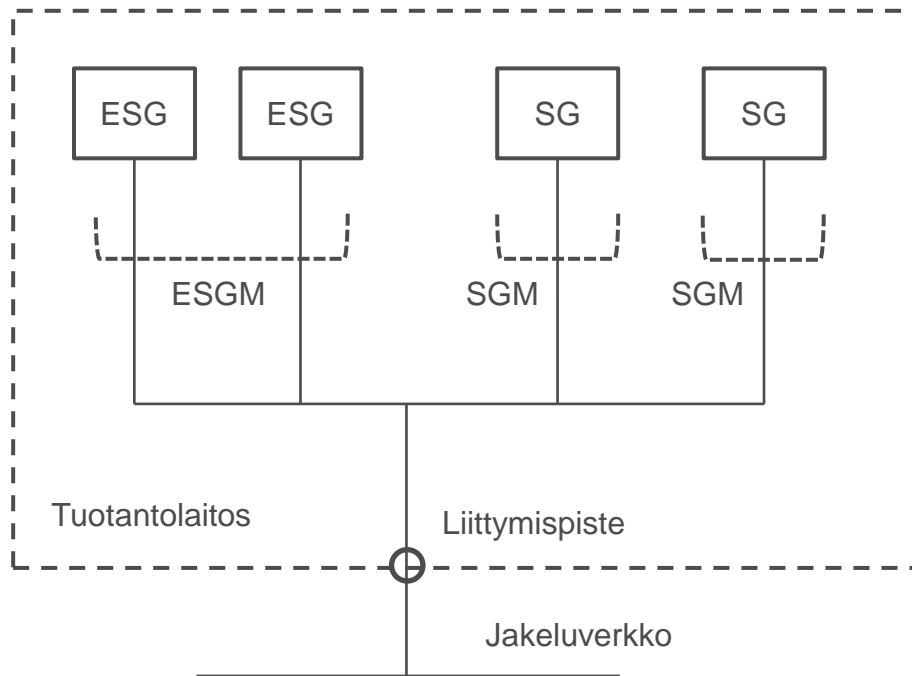 ESG
ESG
SG
SG
ESGM
SGM
SGM
Tuotantolaitos
Liittymispiste
Jakeluverkko